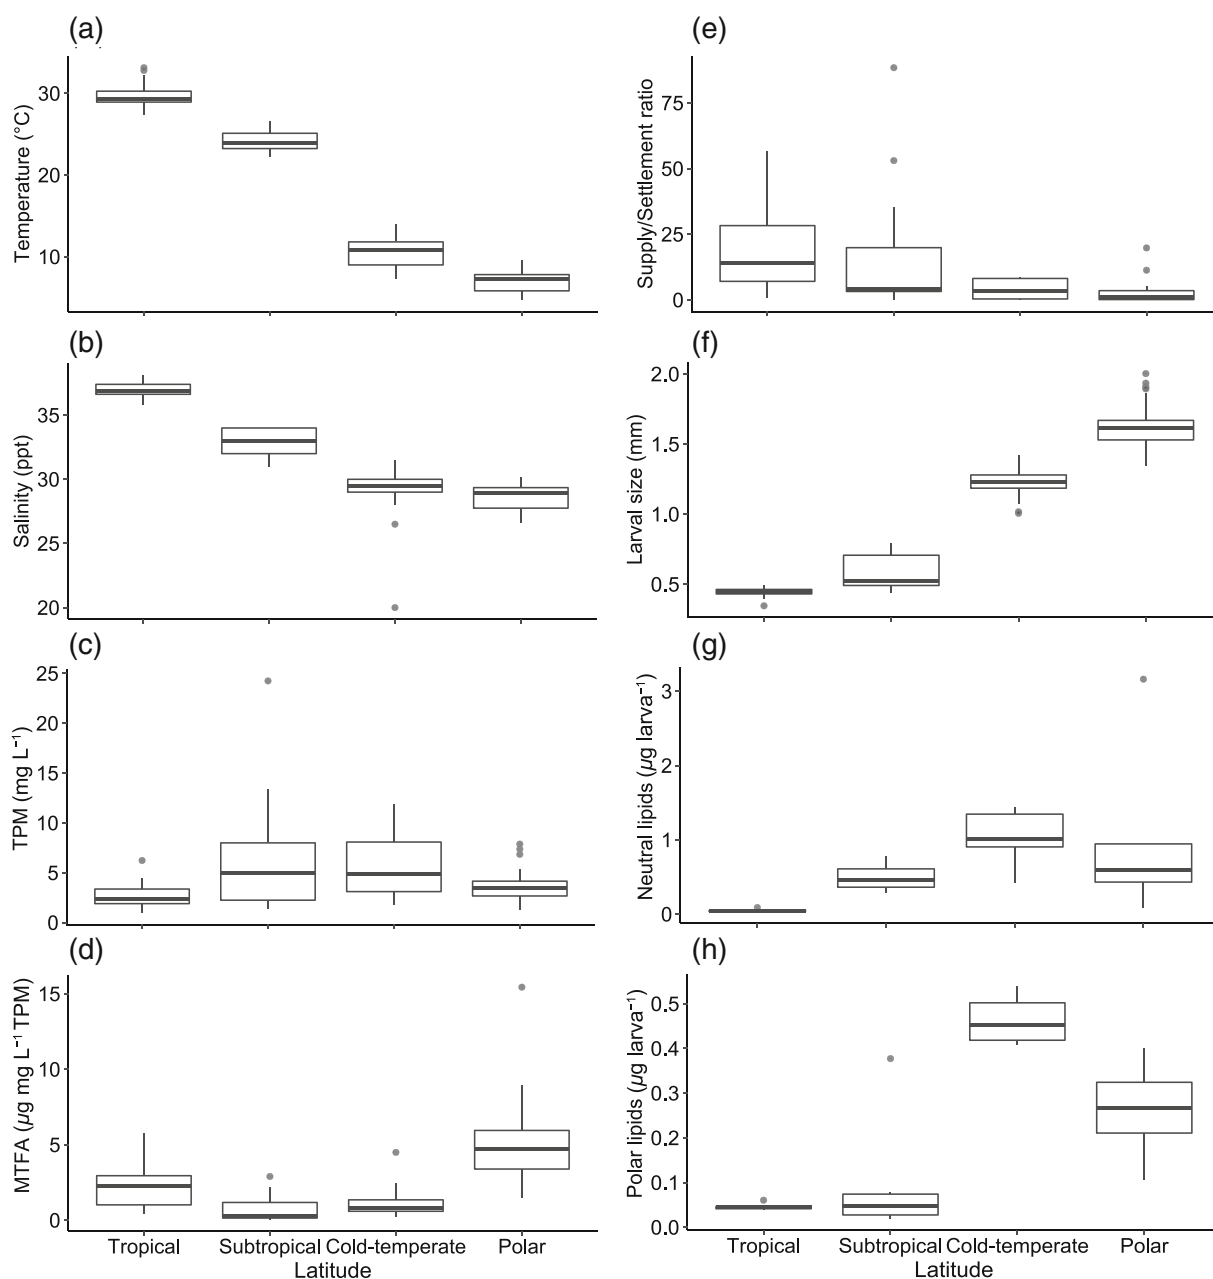 (a)
Temperature (°C)
30
20
10
(b)
Salinity (ppt)
35
30
25
20
(c)
TPM (mg L⁻¹)
25
20
15
10
5
0
(d)
MTFA (µg mg L⁻¹ TPM)
15
10
5
0
Tropical Subtropical Cold-temperate Polar
Latitude
(e)
Supply/Settlement ratio
75
50
25
0
(f)
Larval size (mm)
2.0
1.5
1.0
0.5
(g)
Neutral lipids (µg larva⁻¹)
3
2
1
0
(h)
Polar lipids (µg larva⁻¹)
0.5
0.4
0.3
0.2
0.1
0.0
Tropical Subtropical Cold-temperate Polar
Latitude